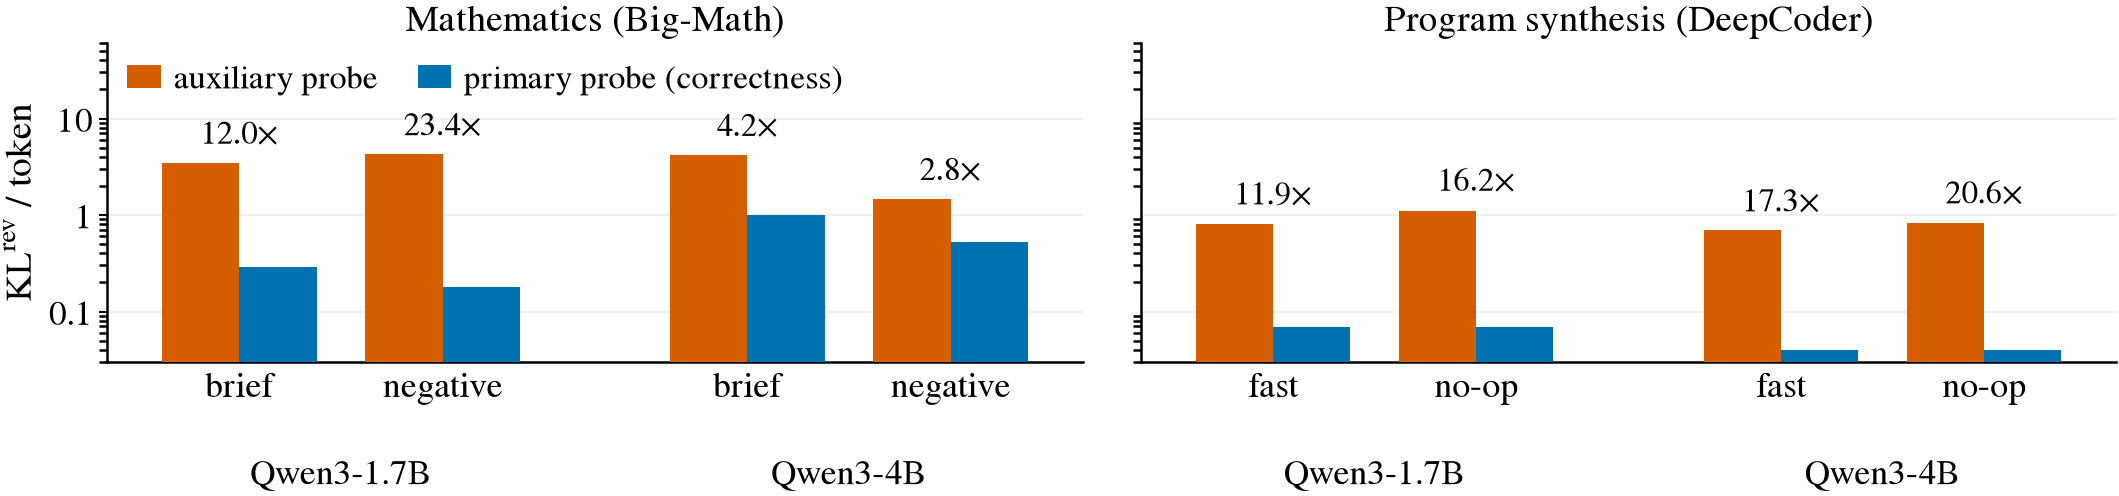 Mathematics (Big-Math)
auxiliary probe
primary probe (correctness)
KL^rev / token
10
1
0.1
12.0×
23.4×
4.2×
2.8×
brief
negative
brief
negative
Qwen3-1.7B
Qwen3-4B
Program synthesis (DeepCoder)
11.9×
16.2×
17.3×
20.6×
fast
no-op
fast
no-op
Qwen3-1.7B
Qwen3-4B